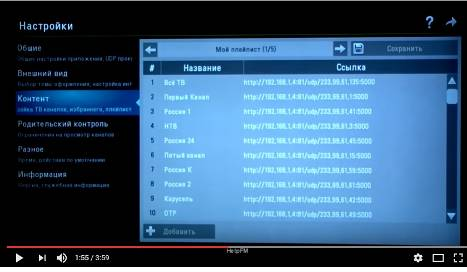 Настройки
?
Общие
Общие настройки приложения, UDP прокси
Внешний вид
Выбор темы оформления, настройка инт
Контент
ройка ТВ каналов, избранного, плейлист
Родительский контроль
Ограничения на просмотр каналов
Разное
Время, действия по умолчанию
Информация
Версия, служебная информация
Мой плейлист (1/5)
Сохранить
# Название Ссылка
1 Всё ТВ http://192.168.1.4:81/udp/233.99.61.135:5000
2 Первый Канал http://192.168.1.4:81/udp/233.99.61.1:5000
3 Россия 1 http://192.168.1.4:81/udp/233.99.61.41:5000
4 НТВ http://192.168.1.4:81/udp/233.99.61.3:5000
5 Россия 24 http://192.168.1.4:81/udp/233.99.61.45:5000
6 Пятый канал http://192.168.1.4:81/udp/233.99.61.15:5000
7 Россия К http://192.168.1.4:81/udp/233.99.61.59:5000
8 Россия 2 http://192.168.1.4:81/udp/233.99.61.51:5000
9 Карусель http://192.168.1.4:81/udp/233.99.61.42:5000
10 ОТР http://192.168.1.4:81/udp/233.99.61.49:5000
Добавить
HelpFM
1:55 / 3:59